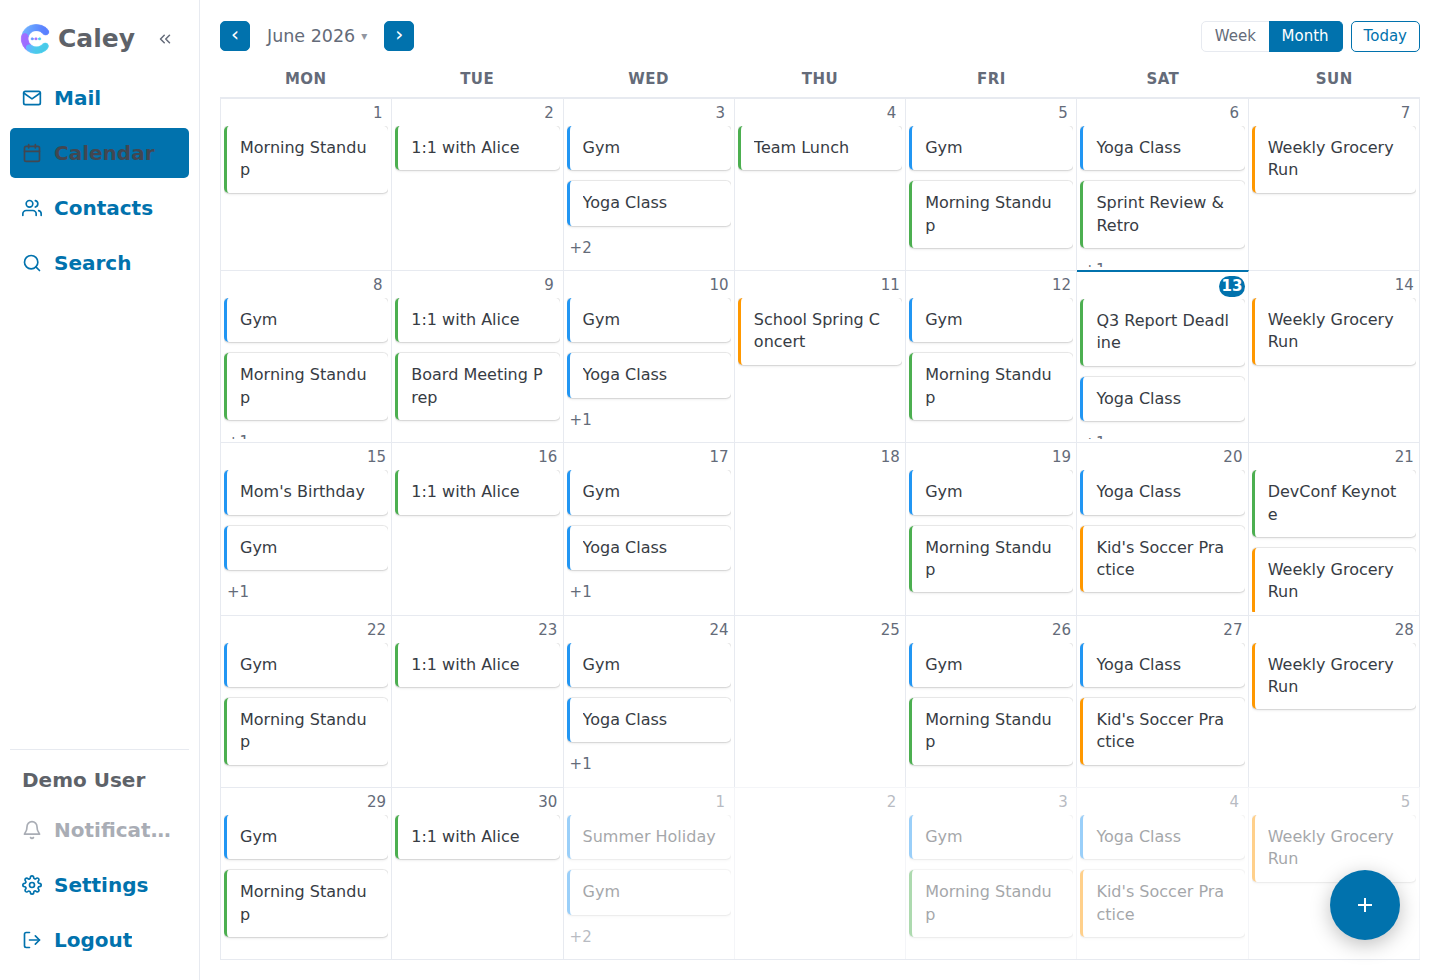 Caley
Mail
Calendar
Contacts
Search
Demo User
Notificat...
Settings
Logout
June 2026
Week
Month
Today
MON TUE WED THU FRI SAT SUN
1 2 3 4 5 6 7
Morning Standu
p
1:1 with Alice
Gym
Yoga Class
+2
Team Lunch
Gym
Morning Standu
p
Yoga Class
Sprint Review &
Retro
Weekly Grocery
Run
8 9 10 11 12 13 14
Gym
Morning Standu
p
1:1 with Alice
Board Meeting P
rep
Gym
Yoga Class
+1
School Spring C
oncert
Gym
Morning Standu
p
Q3 Report Deadl
ine
Yoga Class
Weekly Grocery
Run
15 16 17 18 19 20 21
Mom's Birthday
Gym
+1
1:1 with Alice
Gym
Yoga Class
+1
Gym
Morning Standu
p
Yoga Class
Kid's Soccer Pra
ctice
DevConf Keynot
e
Weekly Grocery
Run
22 23 24 25 26 27 28
Gym
Morning Standu
p
1:1 with Alice
Gym
Yoga Class
+1
Gym
Morning Standu
p
Yoga Class
Kid's Soccer Pra
ctice
Weekly Grocery
Run
29 30 1 2 3 4 5
Gym
Morning Standu
p
1:1 with Alice
Summer Holiday
Gym
+2
Gym
Morning Standu
p
Yoga Class
Kid's Soccer Pra
ctice
Weekly Grocery
Run